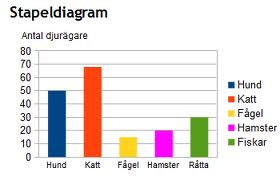 Stapeldiagram
Antal djurägare
80
70
60
50
40
30
20
10
0
Hund Katt Fågel Hamster Råtta
Hund
Katt
Fågel
Hamster
Fiskar